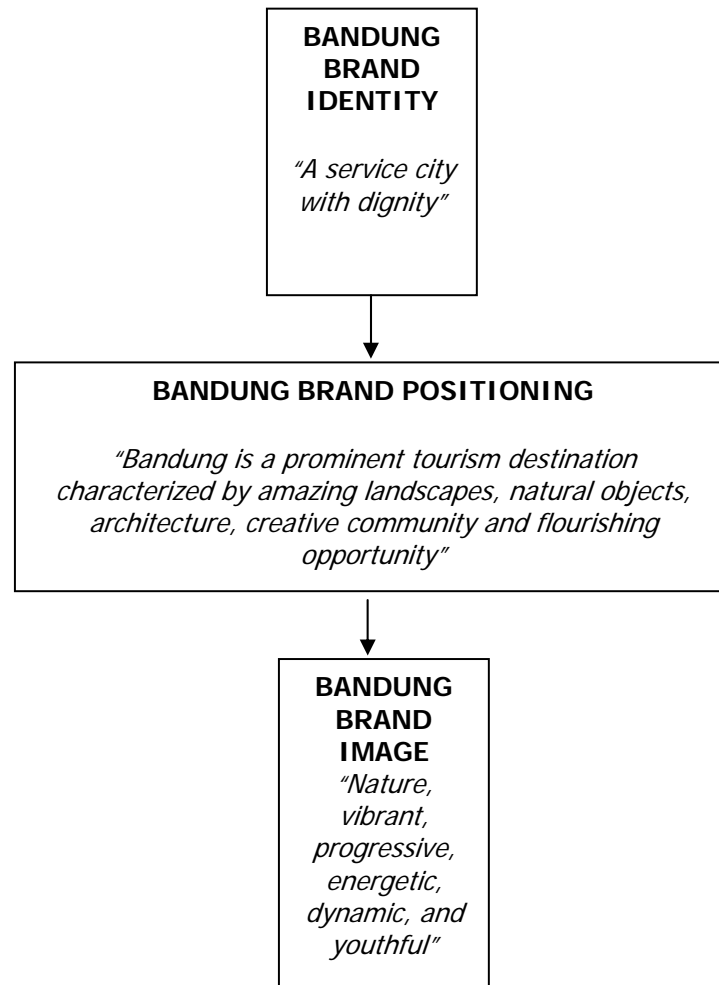 BANDUNG
BRAND
IDENTITY
“A service city
with dignity”
BANDUNG BRAND POSITIONING
“Bandung is a prominent tourism destination
characterized by amazing landscapes, natural objects,
architecture, creative community and flourishing
opportunity”
BANDUNG
BRAND
IMAGE
“Nature,
vibrant,
progressive,
energetic,
dynamic, and
youthful”